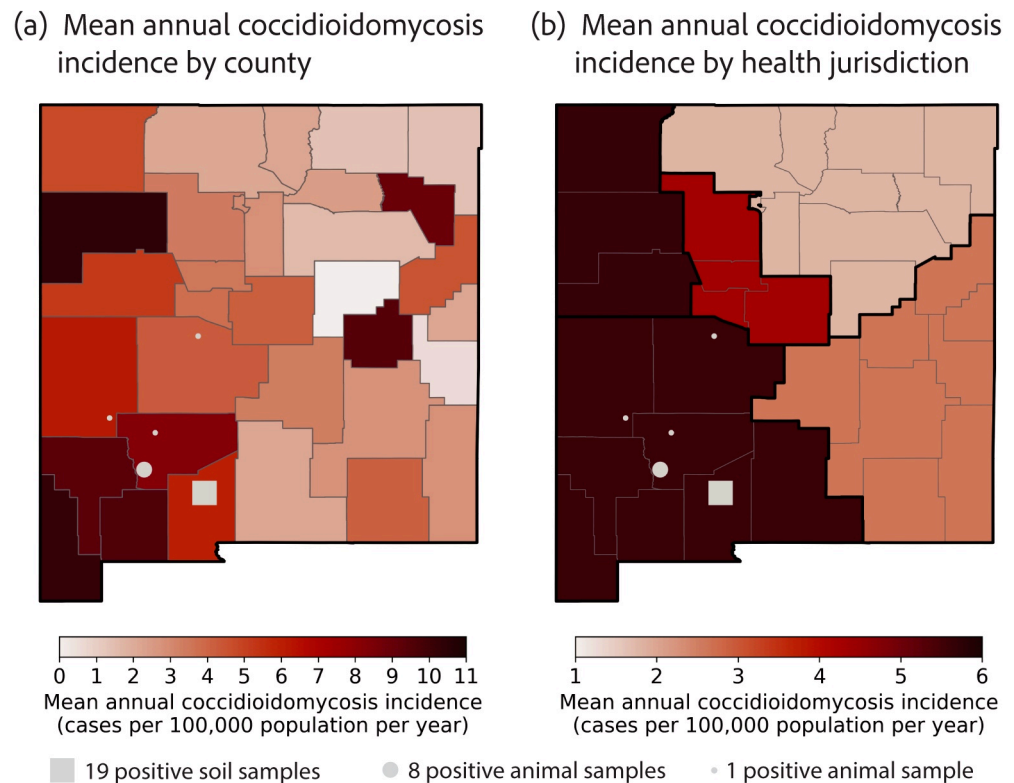 (a) Mean annual coccidioidomycosis
incidence by county
(b) Mean annual coccidioidomycosis
incidence by health jurisdiction
0 1 2 3 4 5 6 7 8 9 10 11
Mean annual coccidioidomycosis incidence
(cases per 100,000 population per year)
1 2 3 4 5 6
Mean annual coccidioidomycosis incidence
(cases per 100,000 population per year)
19 positive soil samples 8 positive animal samples 1 positive animal sample